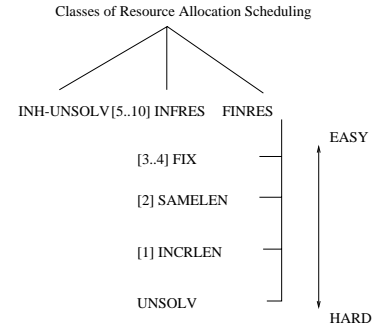 Classes of Resource Allocation Scheduling
INH-UNSOLV[5..10] INFRES FINRES
EASY
[3..4] FIX
[2] SAMELEN
[1] INCRLEN
UNSOLV
HARD